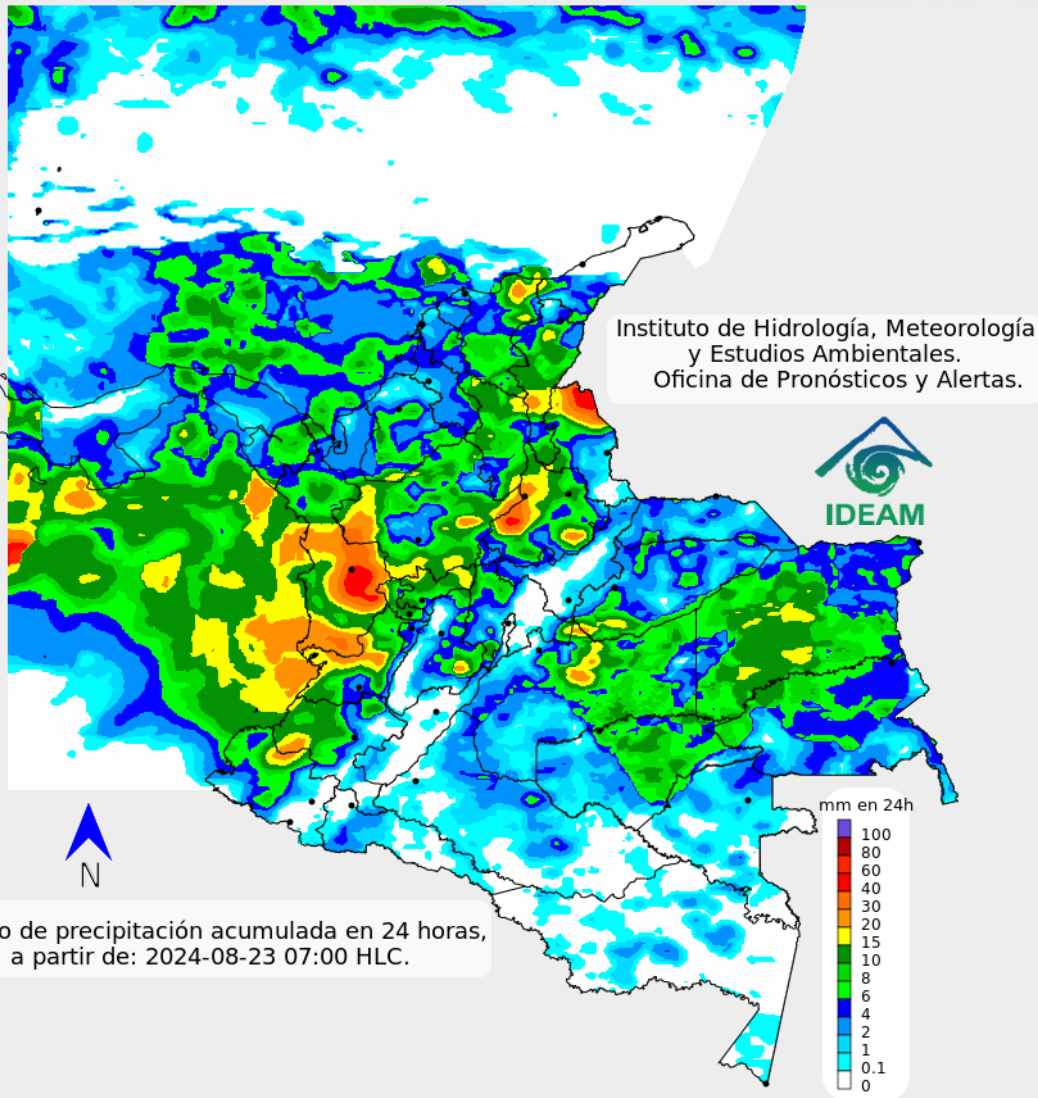 Instituto de Hidrología, Meteorología
y Estudios Ambientales.
Oficina de Pronósticos y Alertas.
IDEAM
N
o de precipitación acumulada en 24 horas,
a partir de: 2024-08-23 07:00 HLC.
mm en 24h
100
80
60
40
30
20
15
10
8
6
4
2
1
0.1
0